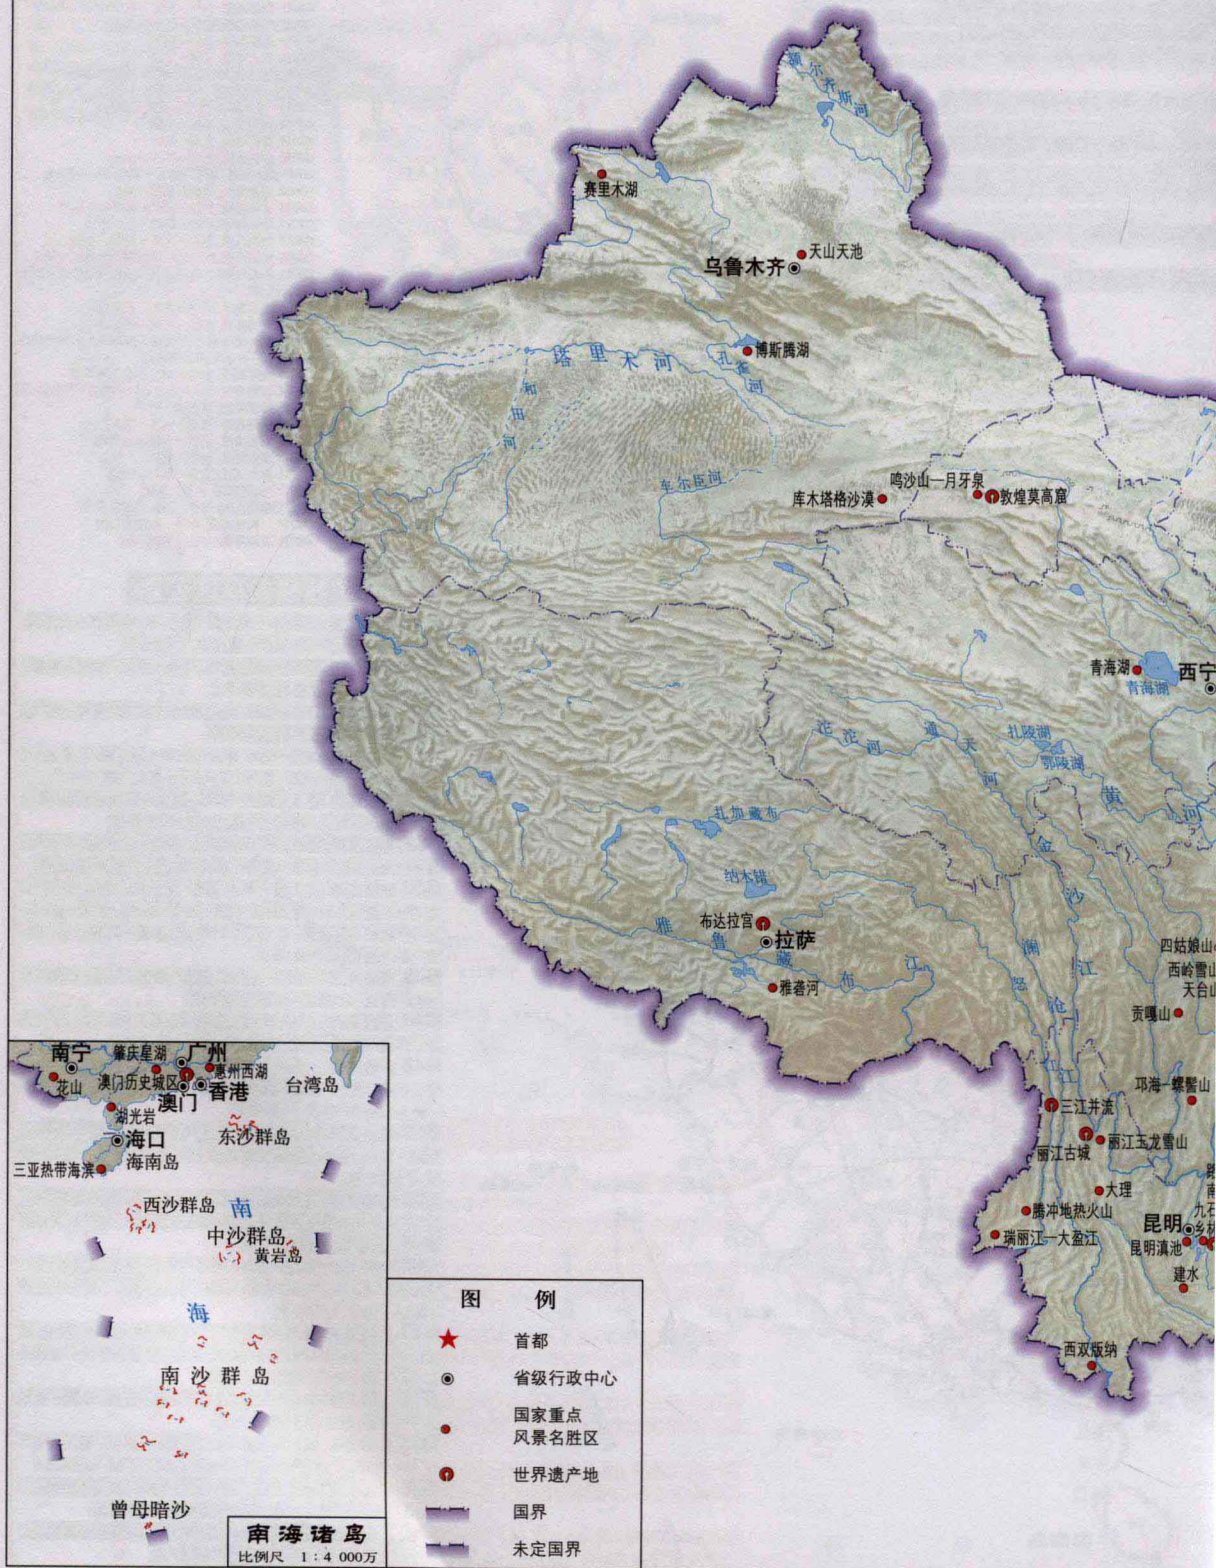 额尔齐斯河
赛里木湖
天山天池
乌鲁木齐
博斯腾湖
塔里木河
孔雀河
和田河
车尔臣河
鸣沙山—月牙泉
库木塔格沙漠
敦煌莫高窟
青海湖
西宁
青海湖
沱沱河
通天河
扎陵湖
鄂陵湖
黄河
扎加藏布
金沙江
纳木错
布达拉宫
拉萨
雅鲁藏布江
雅砻河
澜沧江
怒江
四姑娘山
西岭雪山
天台山
贡嘎山
邛海—螺髻山
三江并流
丽江古城
丽江玉龙雪山
大理
腾冲地热火山
瑞丽江—大盈江
昆明
昆明滇池
九
乡
建水
西双版纳
南宁
肇庆星湖
广州
惠州西湖
花山
澳门历史城区
香港
澳门
台湾岛
湖光岩
海口
海南岛
东沙群岛
三亚热带海滨
西沙群岛
南
中沙群岛
黄岩岛
海
南沙群岛
曾母暗沙
南海诸岛
比例尺 1:4 000万
图 例
首都
省级行政中心
国家重点
风景名胜区
世界遗产地
国界
未定国界